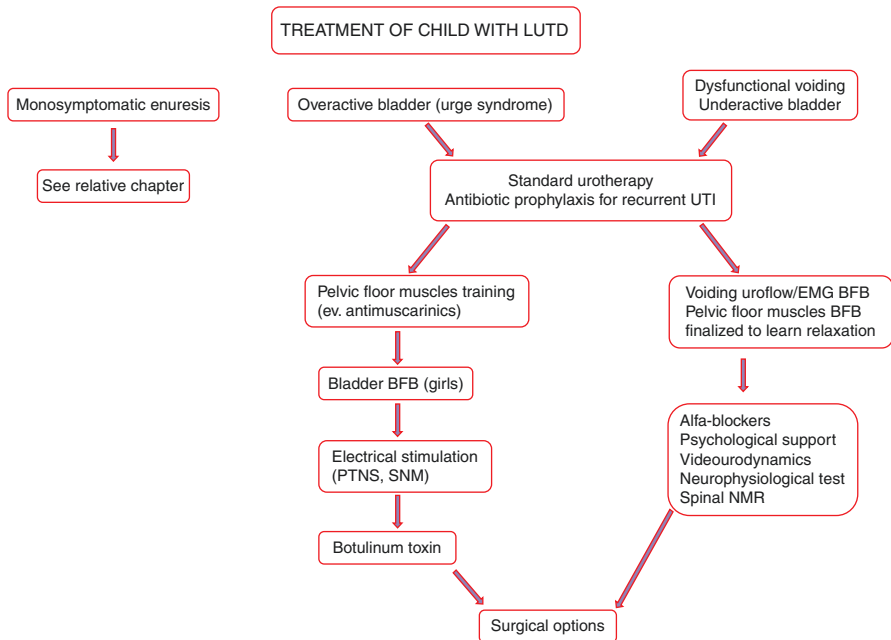 TREATMENT OF CHILD WITH LUTD
Monosymptomatic enuresis
See relative chapter
Overactive bladder (urge syndrome)
Dysfunctional voiding
Underactive bladder
Standard urotherapy
Antibiotic prophylaxis for recurrent UTI
Pelvic floor muscles training
(ev. antimuscarinics)
Bladder BFB (girls)
Electrical stimulation
(PTNS, SNM)
Botulinum toxin
Voiding uroflow/EMG BFB
Pelvic floor muscles BFB
finalized to learn relaxation
Alfa-blockers
Psychological support
Videourodynamics
Neurophysiological test
Spinal NMR
Surgical options